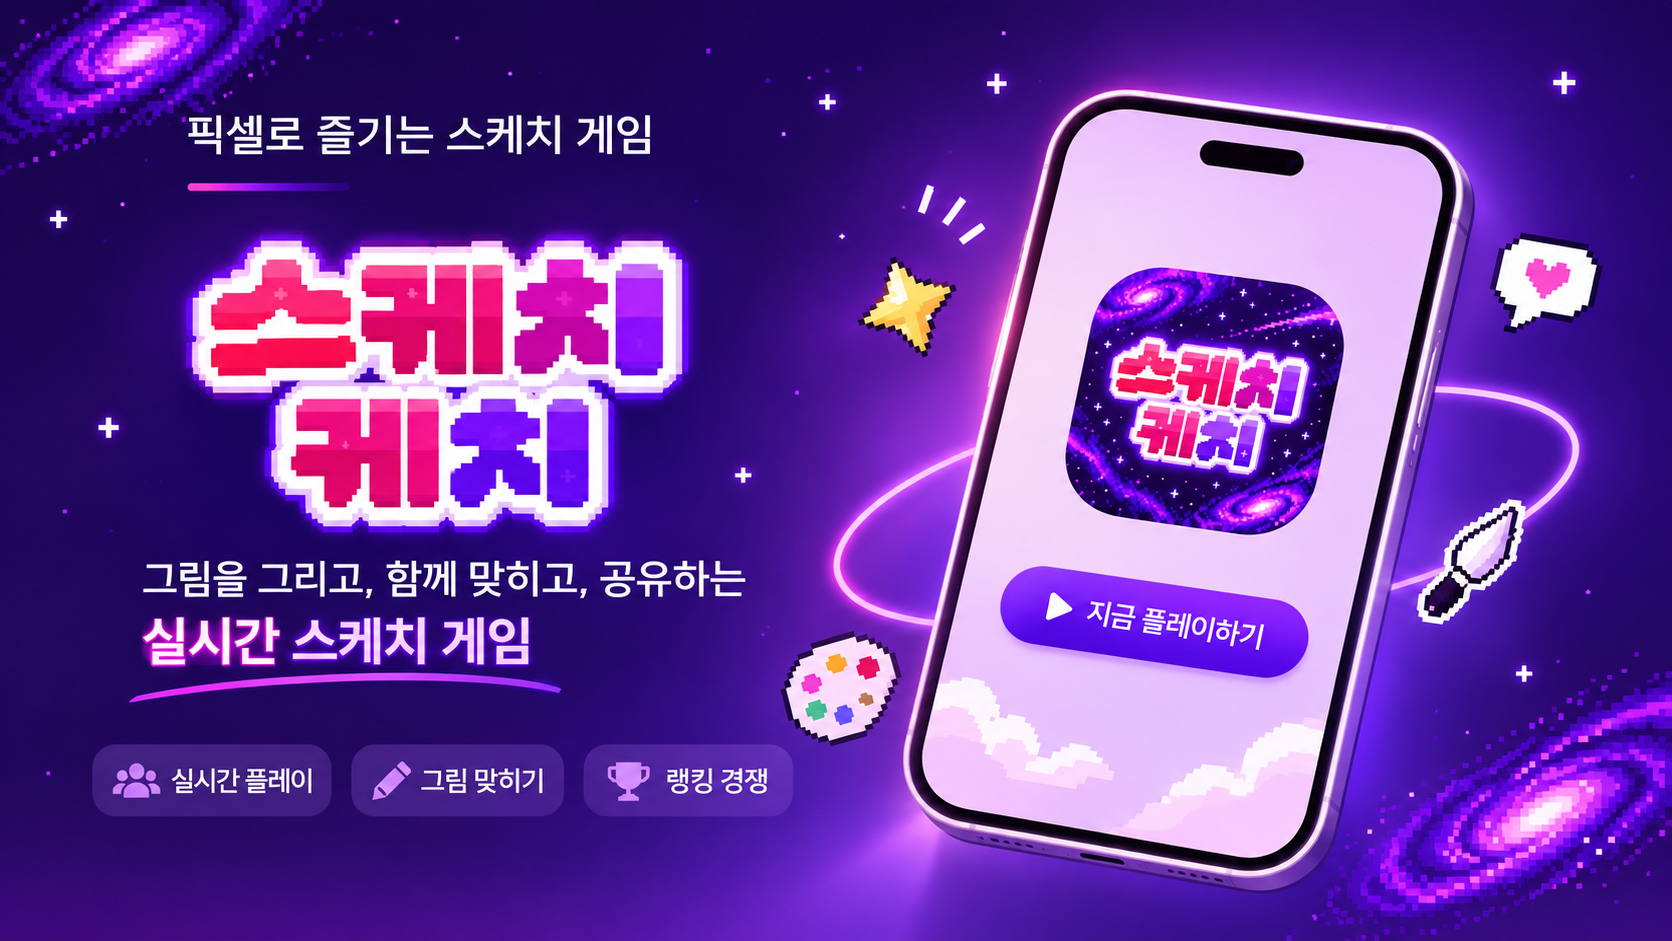 픽셀로 즐기는 스케치 게임
스케치
케치
그림을 그리고, 함께 맞히고, 공유하는
실시간 스케치 게임
실시간 플레이
그림 맞히기
랭킹 경쟁
스케치
케치
지금 플레이하기